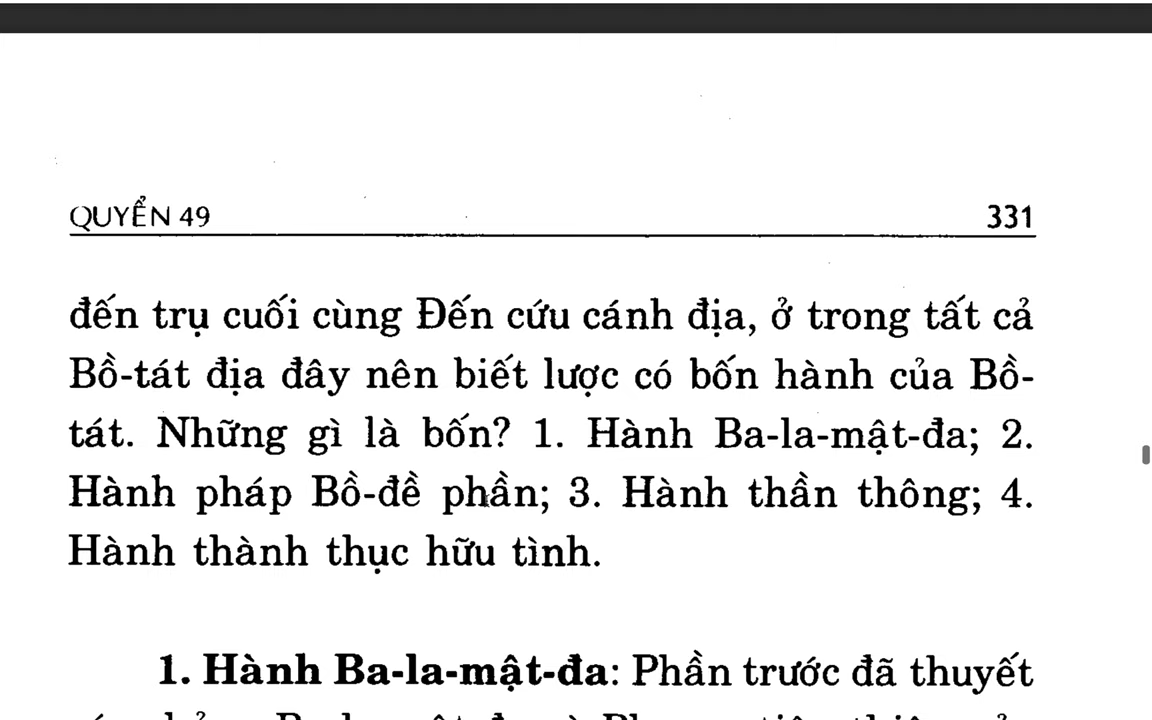 QUYỂN 49 331
đến trụ cuối cùng Đến cứu cánh địa, ở trong tất cả
Bồ-tát địa đây nên biết lược có bốn hành của Bồ-
tát. Những gì là bốn? 1. Hành Ba-la-mật-đa; 2.
Hành pháp Bồ-đề phần; 3. Hành thần thông; 4.
Hành thành thục hữu tình.
1. Hành Ba-la-mật-đa: Phần trước đã thuyết